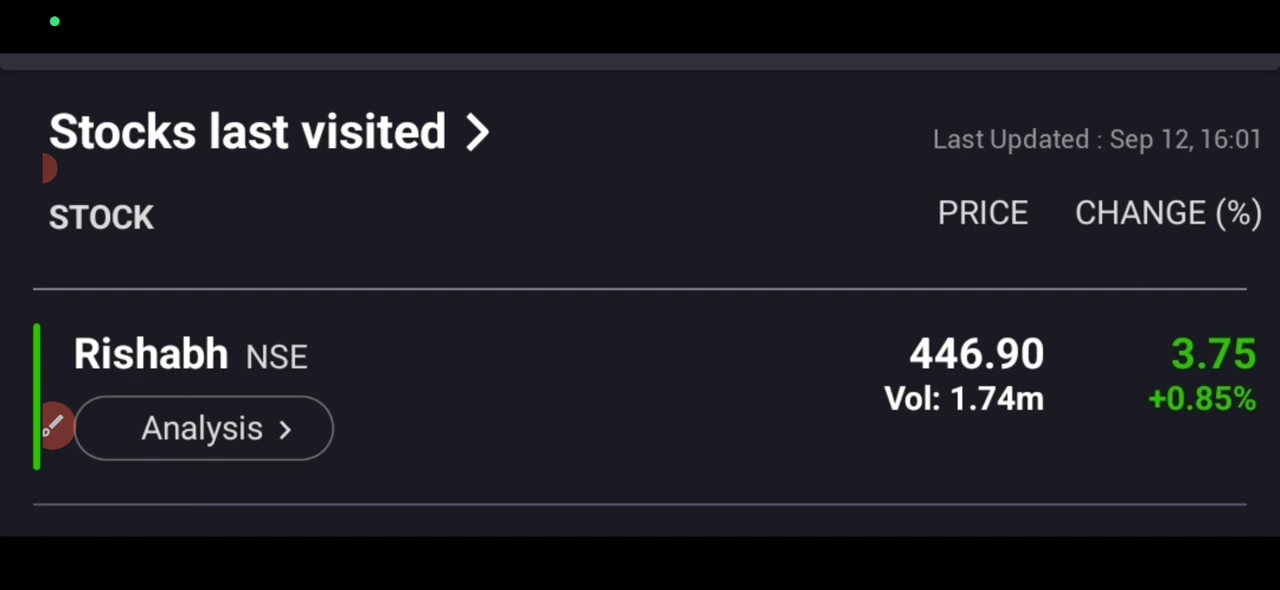 Stocks last visited
Last Updated : Sep 12, 16:01
STOCK PRICE CHANGE (%)
Rishabh NSE 446.90 3.75
Vol: 1.74m +0.85%
Analysis